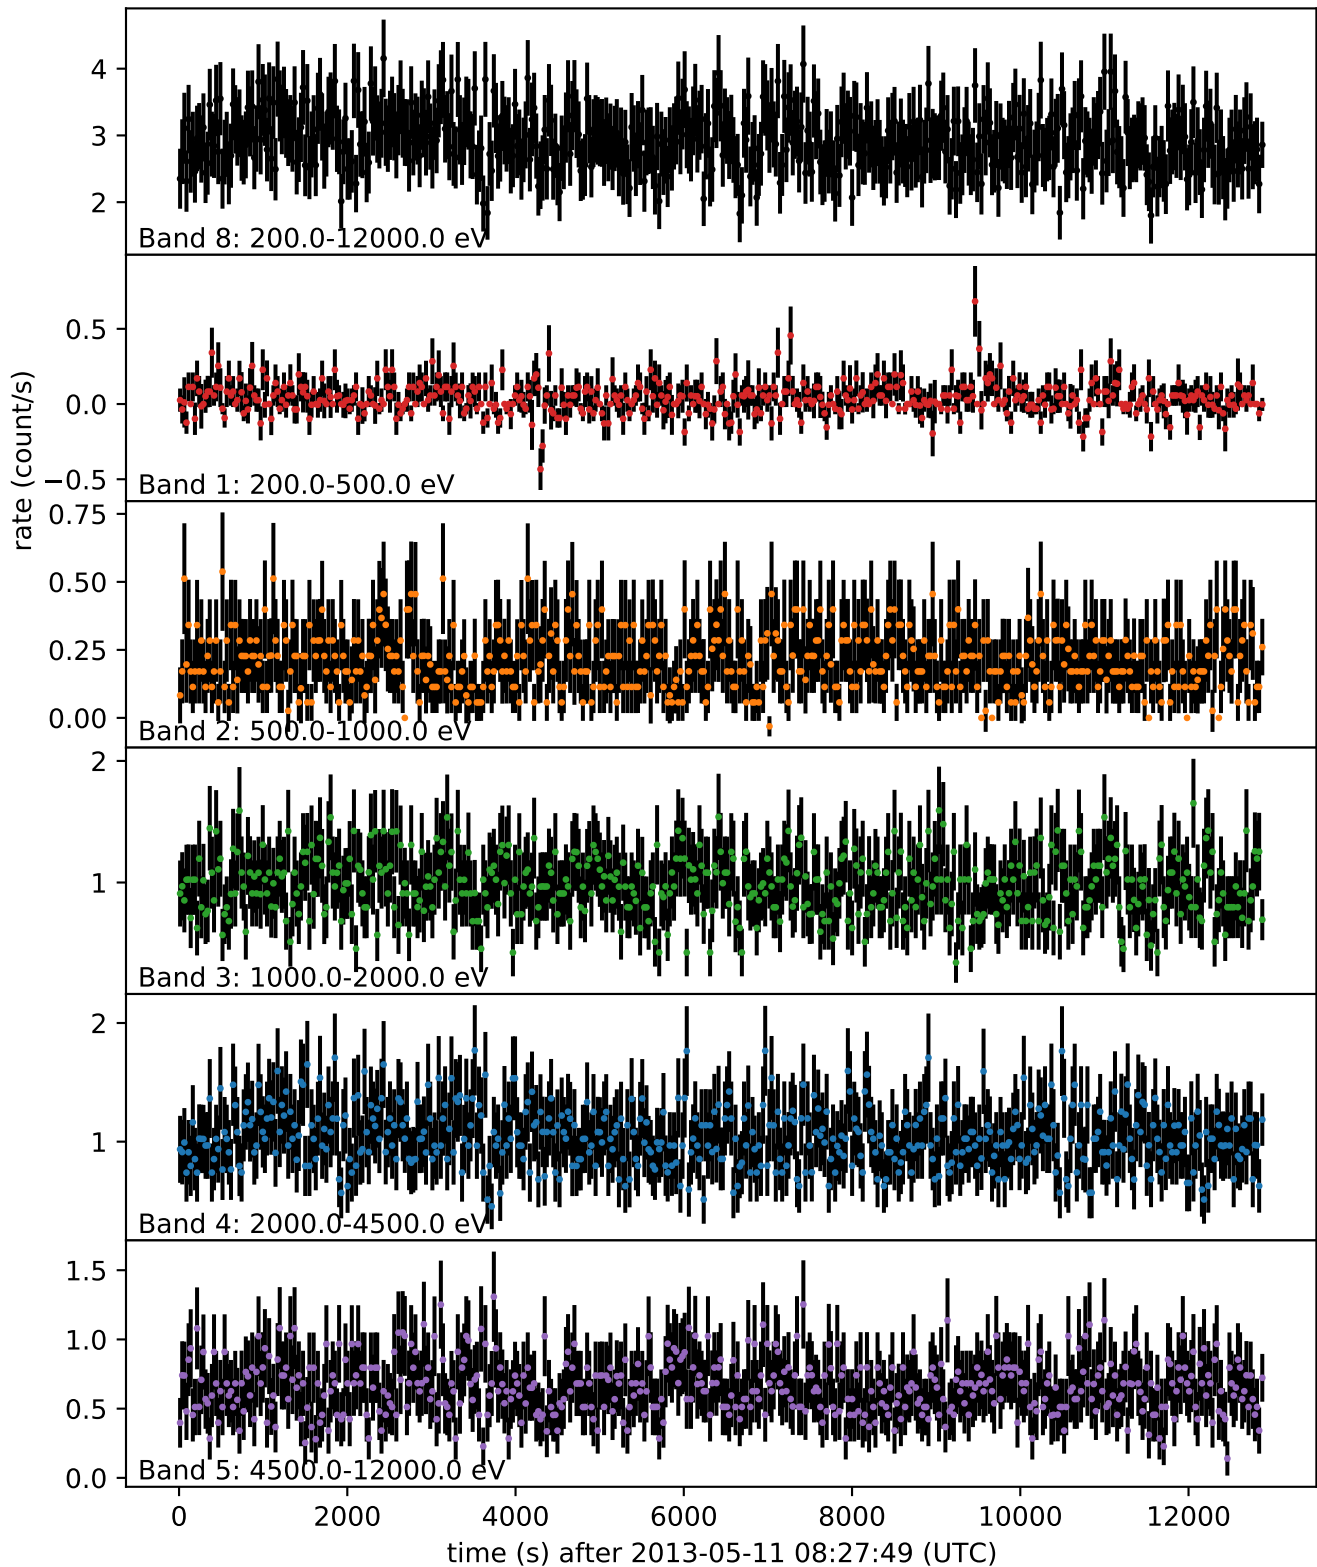 4
3
2
Band 8: 200.0-12000.0 eV
0.5
0.0
−0.5
Band 1: 200.0-500.0 eV
rate (count/s)
0.75
0.50
0.25
0.00
Band 2: 500.0-1000.0 eV
2
1
Band 3: 1000.0-2000.0 eV
2
1
Band 4: 2000.0-4500.0 eV
1.5
1.0
0.5
0.0
Band 5: 4500.0-12000.0 eV
0 2000 4000 6000 8000 10000 12000
time (s) after 2013-05-11 08:27:49 (UTC)